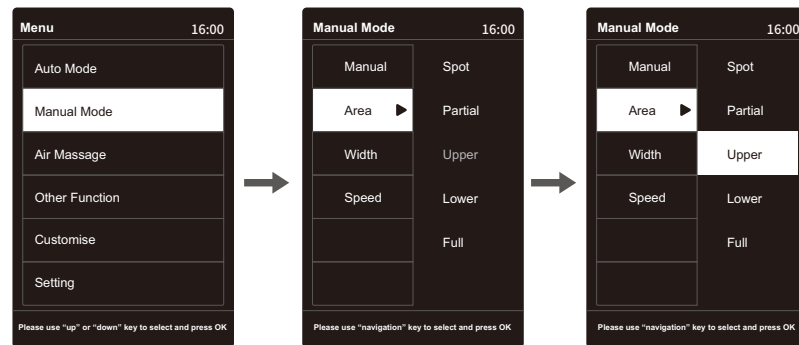 Menu 16:00
Auto Mode
Manual Mode
Air Massage
Other Function
Customise
Setting
Please use “up” or “down” key to select and press OK
Manual Mode 16:00
Manual Spot
Area Partial
Width Upper
Speed Lower
Full
Please use “navigation” key to select and press OK
Manual Mode 16:00
Manual Spot
Area Partial
Width Upper
Speed Lower
Full
Please use “navigation” key to select and press OK